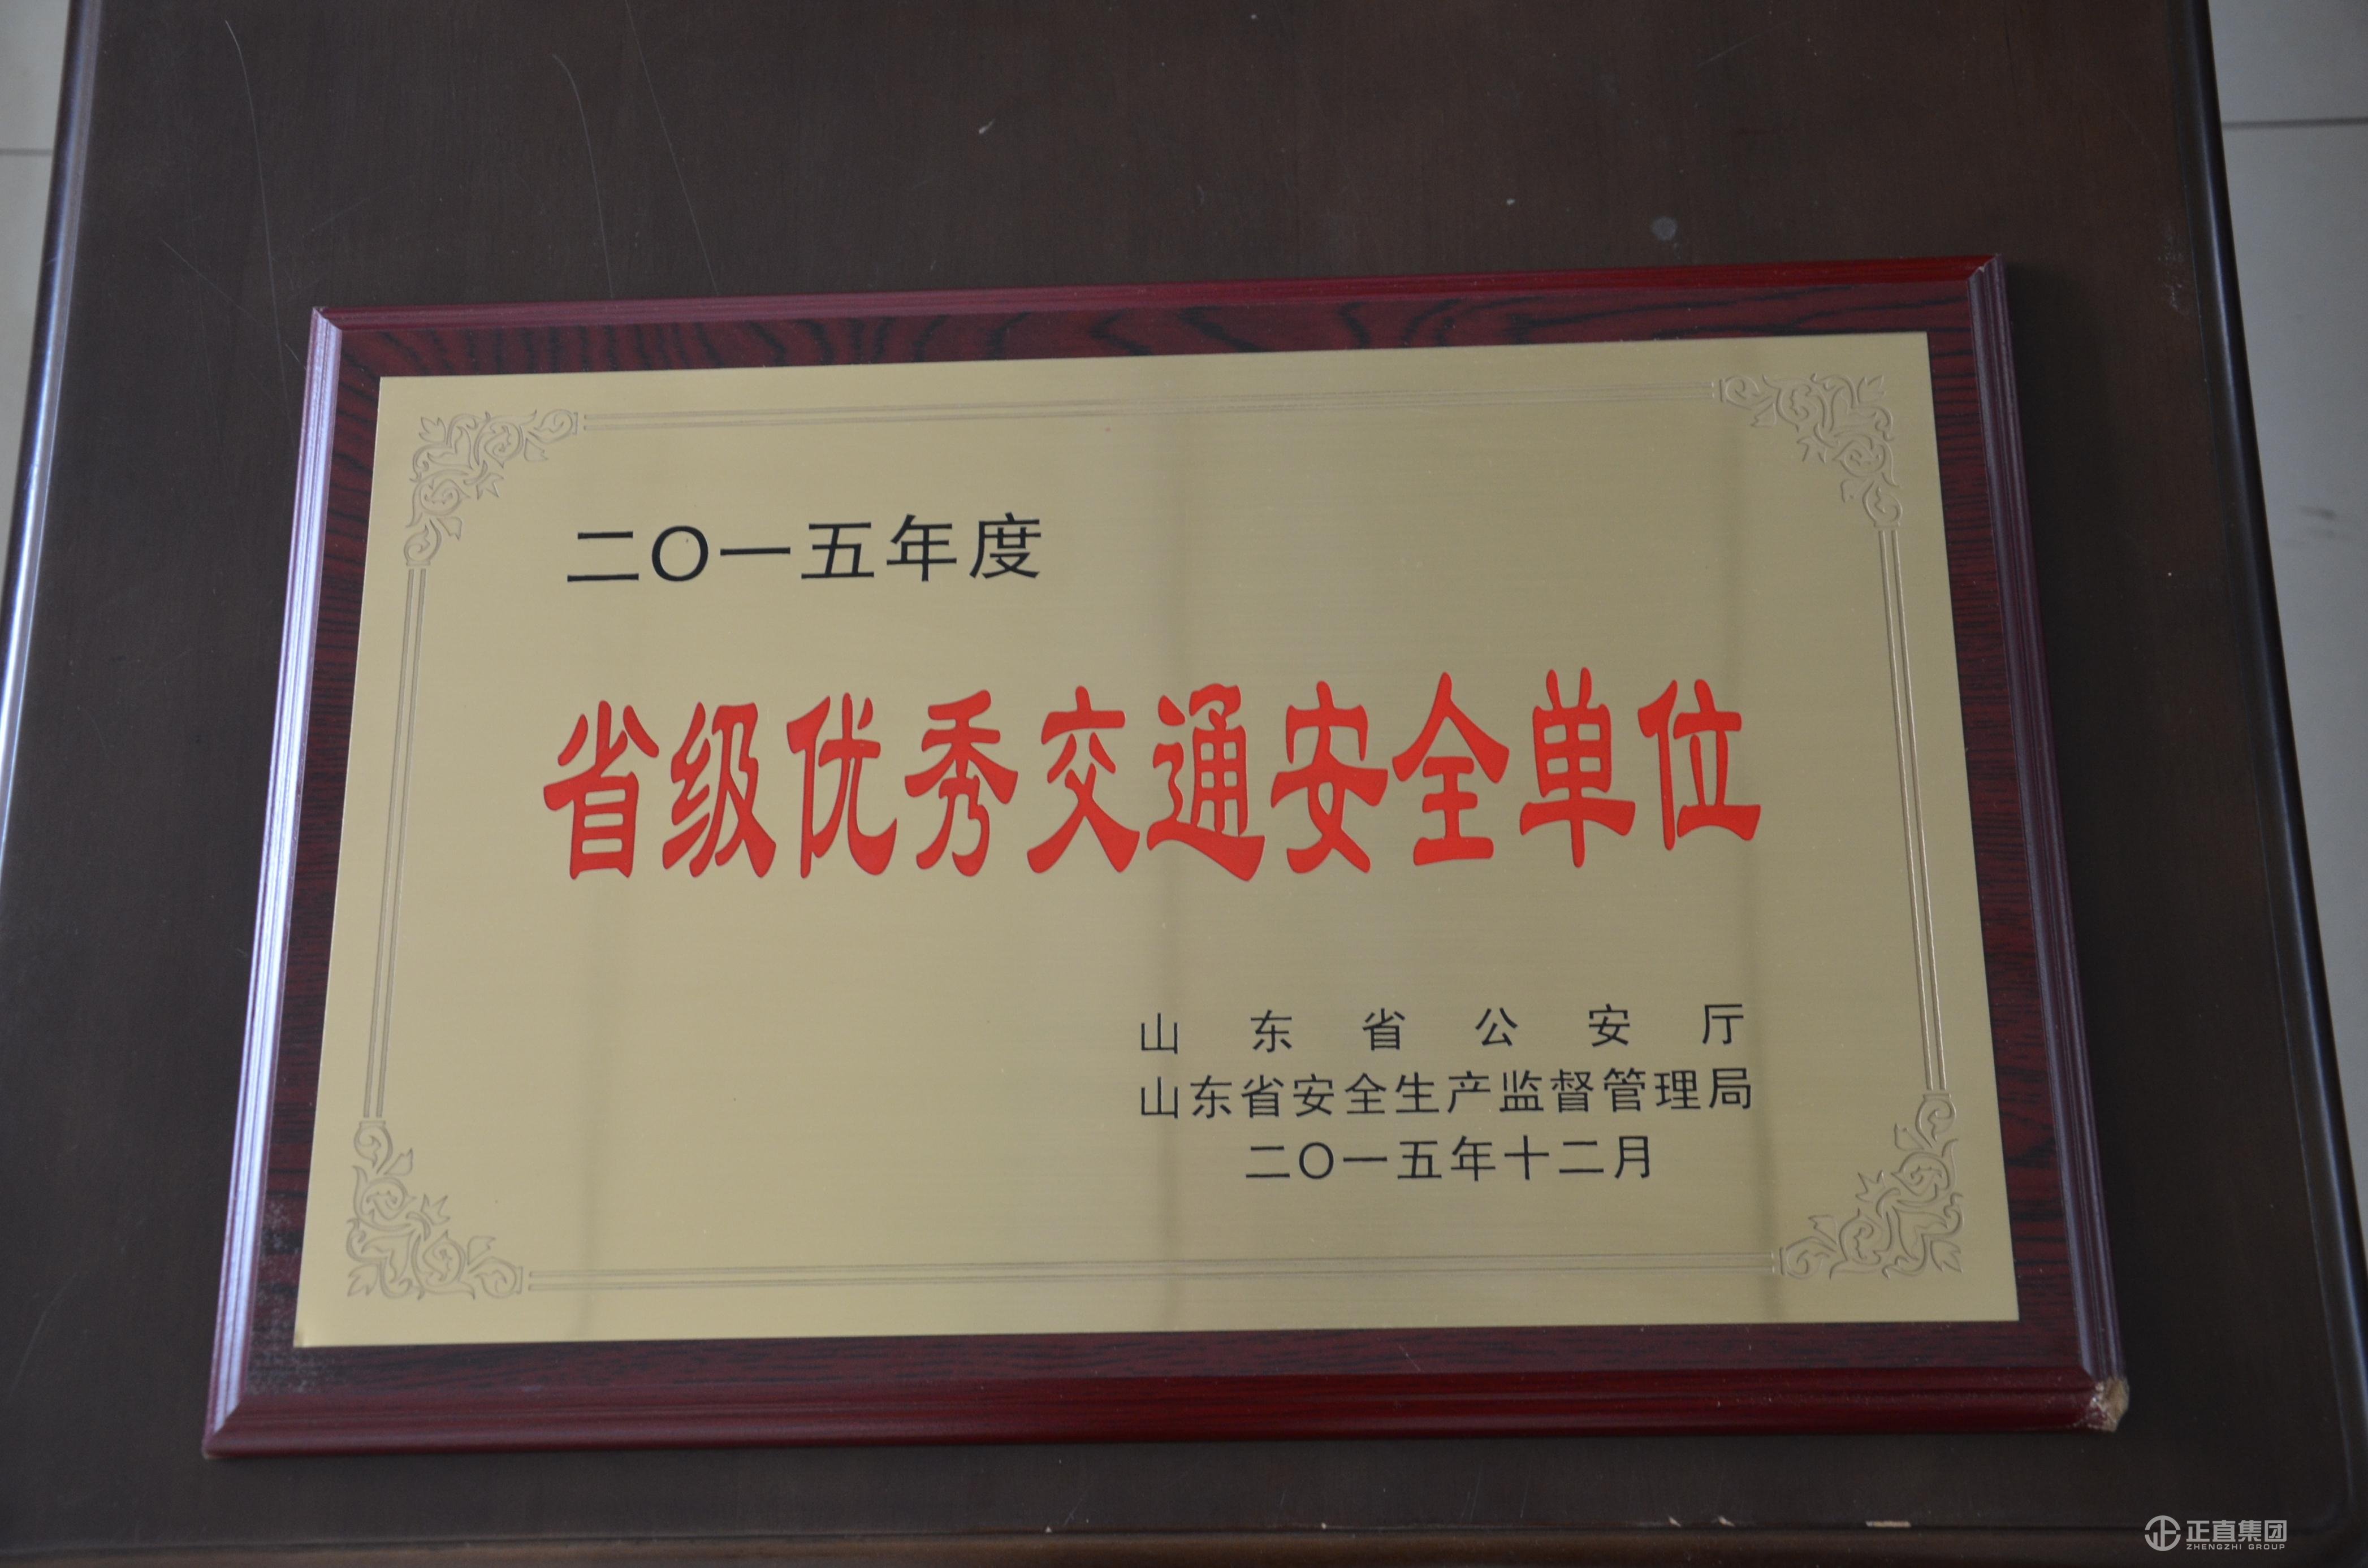 二〇一五年度
省级优秀交通安全单位
山东省公安厅
山东省安全生产监督管理局
二〇一五年十二月
正直集团
ZHENGZHI GROUP